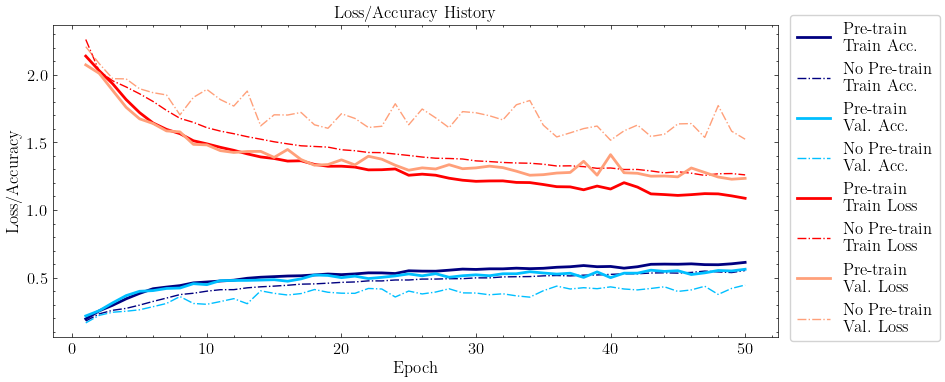 Loss/Accuracy History
Loss/Accuracy
2.0
1.5
1.0
0.5
0
10
20
30
40
50
Epoch
Pre-train
Train Acc.
No Pre-train
Train Acc.
Pre-train
Val. Acc.
No Pre-train
Val. Acc.
Pre-train
Train Loss
No Pre-train
Train Loss
Pre-train
Val. Loss
No Pre-train
Val. Loss